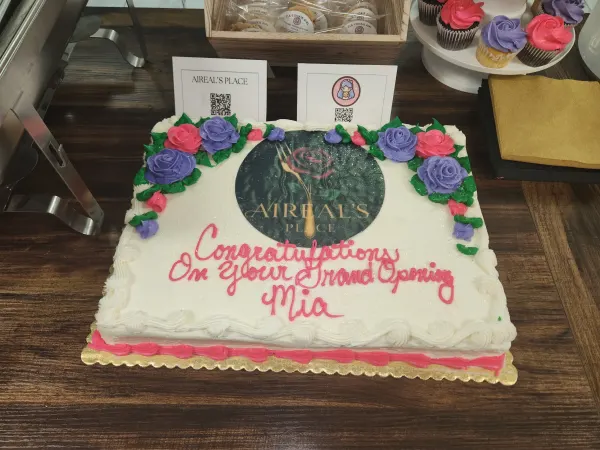 AIREAL'S PLACE
AIREAL'S
PLACE
Congratulations
On Your Grand Opening
Mia